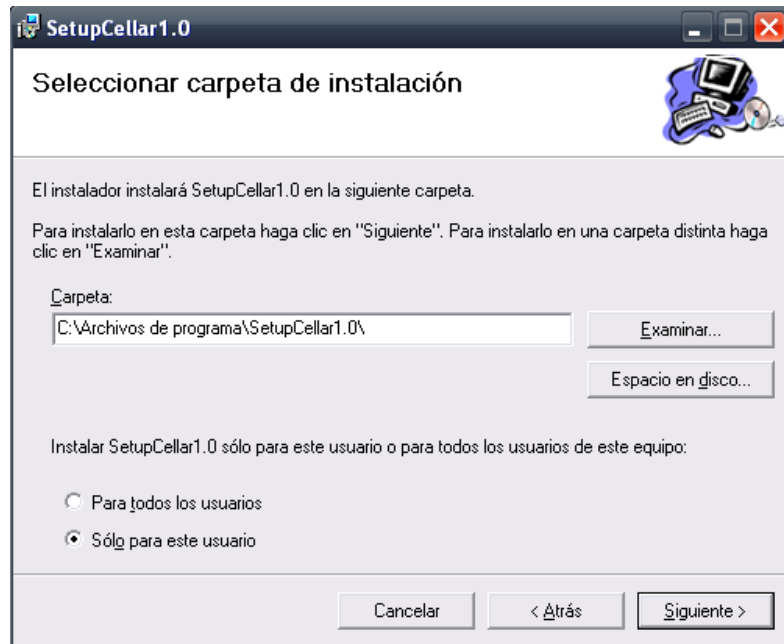 SetupCellar1.0
Seleccionar carpeta de instalación
El instalador instalará SetupCellar1.0 en la siguiente carpeta.
Para instalarlo en esta carpeta haga clic en "Siguiente". Para instalarlo en una carpeta distinta haga
clic en "Examinar".
Carpeta:
C:\Archivos de programa\SetupCellar1.0\
Examinar...
Espacio en disco...
Instalar SetupCellar1.0 sólo para este usuario o para todos los usuarios de este equipo:
Para todos los usuarios
Sólo para este usuario
Cancelar
< Atrás
Siguiente >